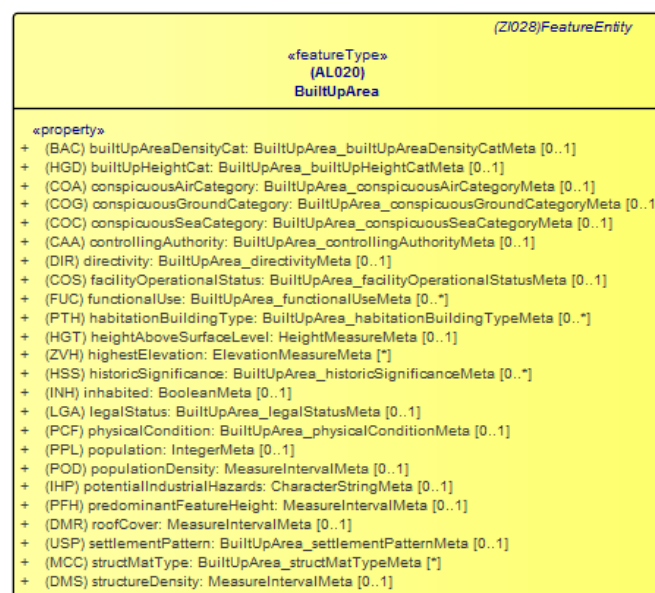 (ZI028)FeatureEntity
«featureType»
(AL020)
BuiltUpArea
«property»
+ (BAC) builtUpAreaDensityCat: BuiltUpArea_builtUpAreaDensityCatMeta [0..1]
+ (HGD) builtUpHeightCat: BuiltUpArea_builtUpHeightCatMeta [0..1]
+ (COA) conspicuousAirCategory: BuiltUpArea_conspicuousAirCategoryMeta [0..1]
+ (COG) conspicuousGroundCategory: BuiltUpArea_conspicuousGroundCategoryMeta [0..1
+ (COC) conspicuousSeaCategory: BuiltUpArea_conspicuousSeaCategoryMeta [0..1]
+ (CAA) controllingAuthority: BuiltUpArea_controllingAuthorityMeta [0..1]
+ (DIR) directivity: BuiltUpArea_directivityMeta [0..1]
+ (COS) facilityOperationalStatus: BuiltUpArea_facilityOperationalStatusMeta [0..1]
+ (FUC) functionalUse: BuiltUpArea_functionalUseMeta [0..*]
+ (PTH) habitationBuildingType: BuiltUpArea_habitationBuildingTypeMeta [0..*]
+ (HGT) heightAboveSurfaceLevel: HeightMeasureMeta [0..1]
+ (ZVH) highestElevation: ElevationMeasureMeta [*]
+ (HSS) historicSignificance: BuiltUpArea_historicSignificanceMeta [0..*]
+ (INH) inhabited: BooleanMeta [0..1]
+ (LGA) legalStatus: BuiltUpArea_legalStatusMeta [0..1]
+ (PCF) physicalCondition: BuiltUpArea_physicalConditionMeta [0..1]
+ (PPL) population: IntegerMeta [0..1]
+ (POD) populationDensity: MeasureIntervalMeta [0..1]
+ (IHP) potentialIndustrialHazards: CharacterStringMeta [0..1]
+ (PFH) predominantFeatureHeight: MeasureIntervalMeta [0..1]
+ (DMR) roofCover: MeasureIntervalMeta [0..1]
+ (USP) settlementPattern: BuiltUpArea_settlementPatternMeta [0..1]
+ (MCC) structMatType: BuiltUpArea_structMatTypeMeta [*]
+ (DMS) structureDensity: MeasureIntervalMeta [0..1]